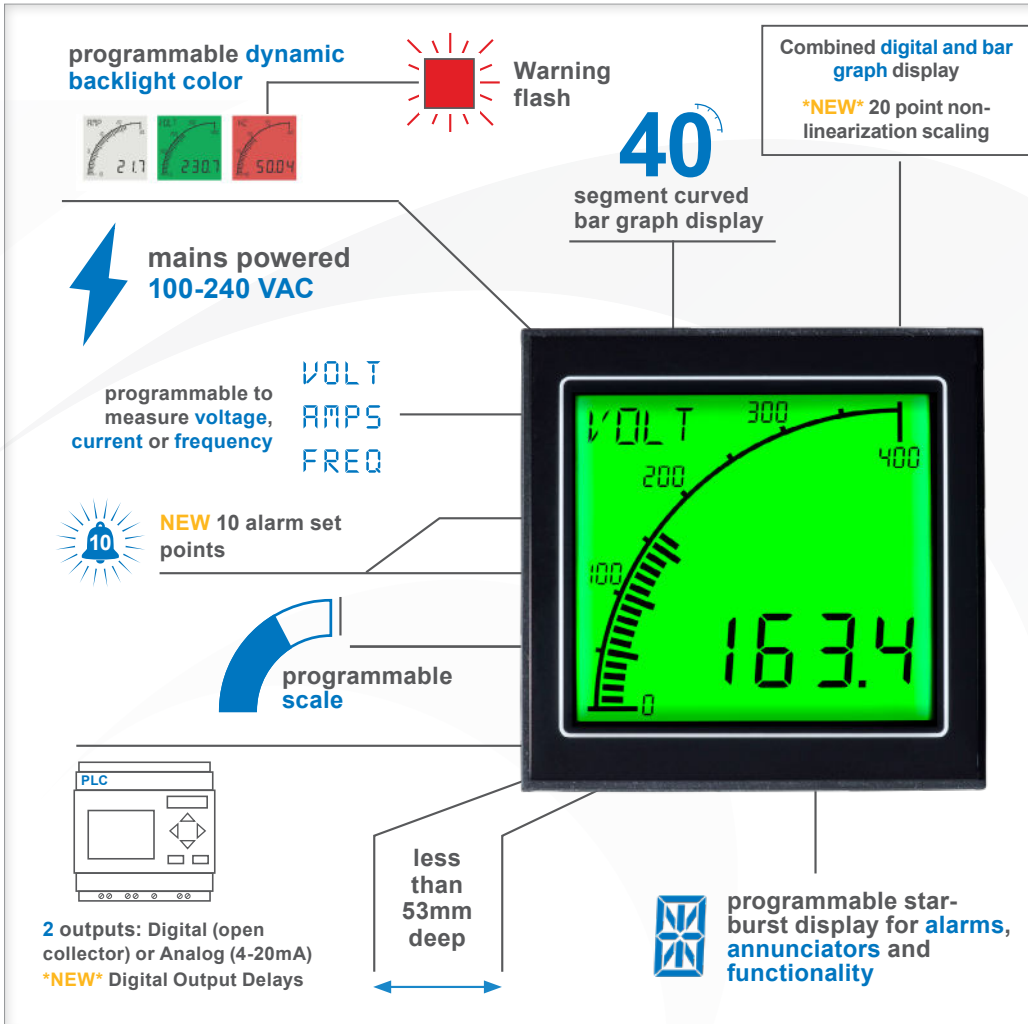 programmable dynamic
backlight color
Warning
flash
AMP
21.7
VOLT
230.7
50.04
Combined digital and bar
graph display
*NEW* 20 point non-
linearization scaling
40
segment curved
bar graph display
mains powered
100-240 VAC
programmable to
measure voltage,
current or frequency
VOLT
AMPS
FREQ
10
NEW 10 alarm set
points
programmable
scale
VOLT
300
400
200
100
163.4
0
PLC
2 outputs: Digital (open
collector) or Analog (4-20mA)
*NEW* Digital Output Delays
less
than
53mm
deep
programmable star-
burst display for alarms,
annunciators and
functionality